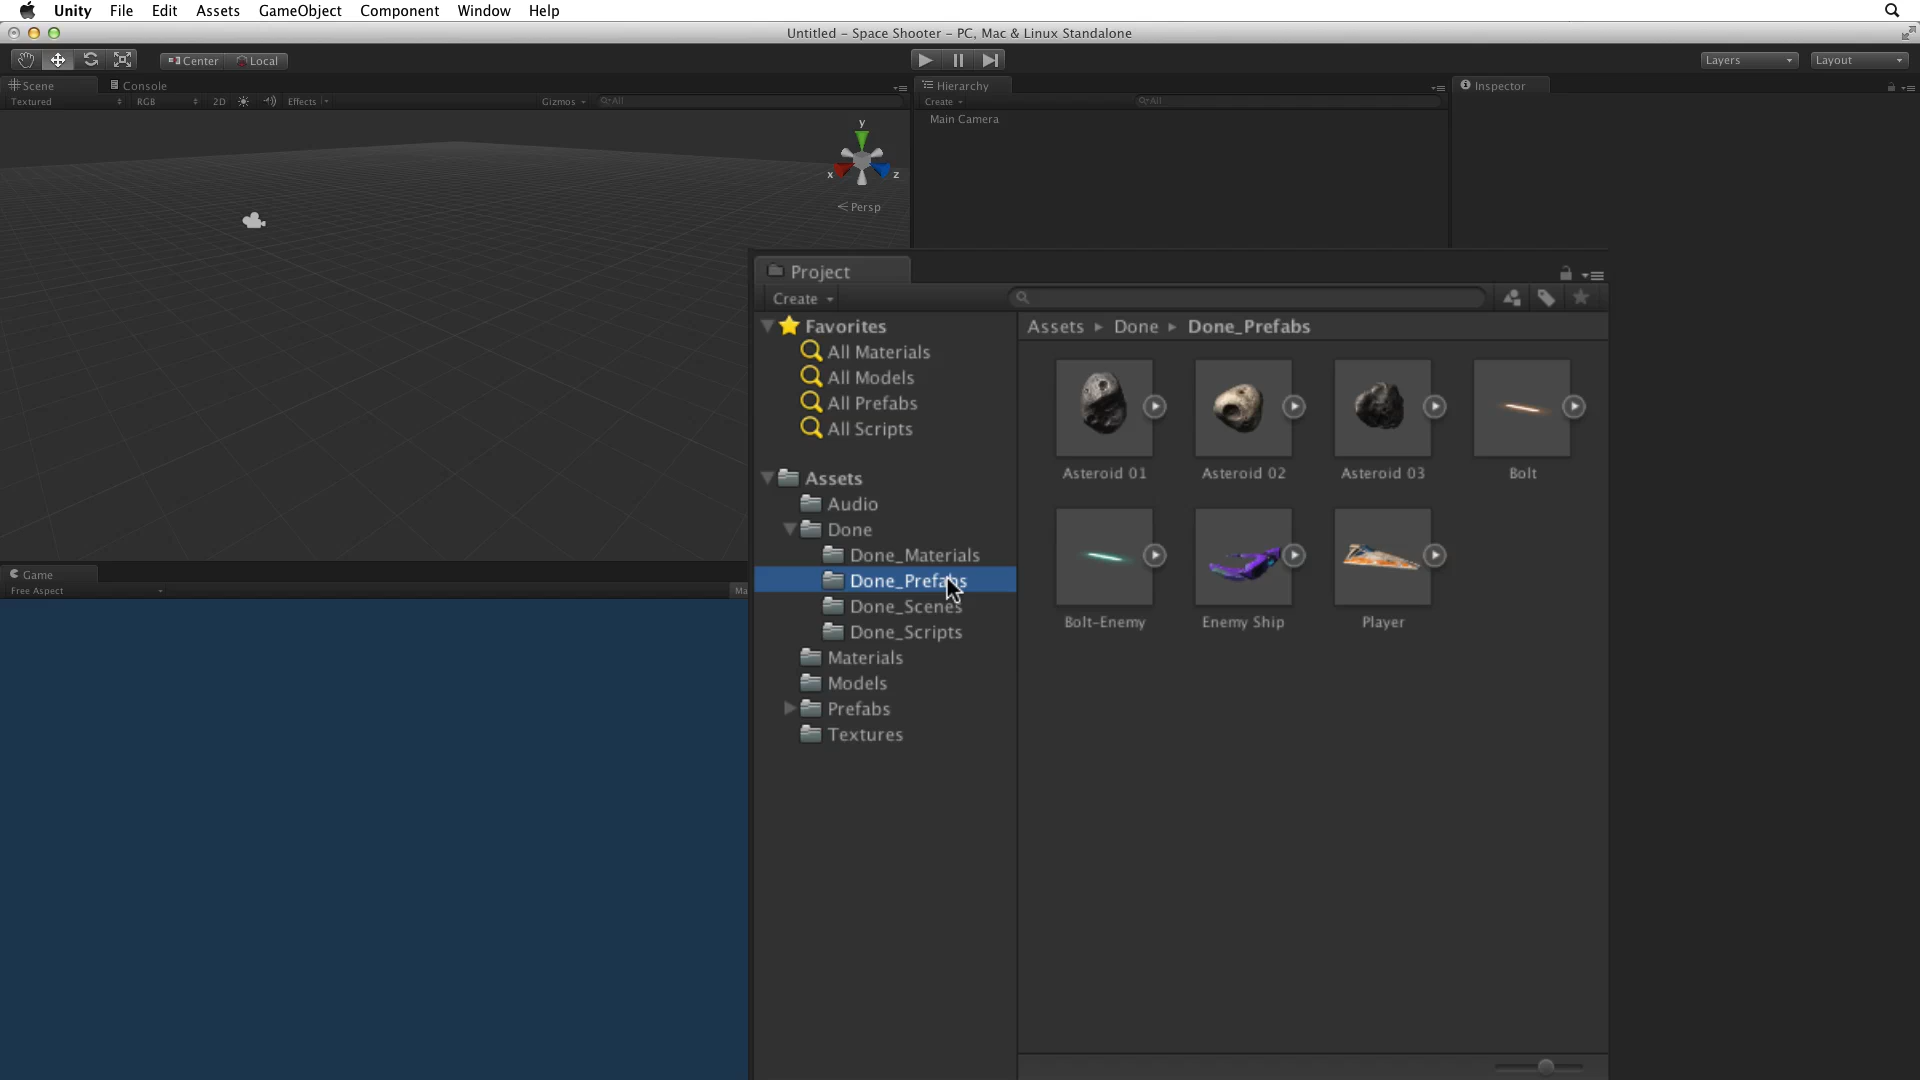 Unity File Edit Assets GameObject Component Window Help
Untitled - Space Shooter - PC, Mac & Linux Standalone
Center Local
Layers Layout
Scene Console
Textured RGB 2D Effects Gizmos All
Hierarchy
Create All
Main Camera
Inspector
y
x z
Persp
Game
Free Aspect Ma
Project
Create
Favorites
All Materials
All Models
All Prefabs
All Scripts
Assets
Audio
Done
Done_Materials
Done_Prefabs
Done_Scenes
Done_Scripts
Materials
Models
Prefabs
Textures
Assets Done Done_Prefabs
Asteroid 01 Asteroid 02 Asteroid 03 Bolt
Bolt-Enemy Enemy Ship Player